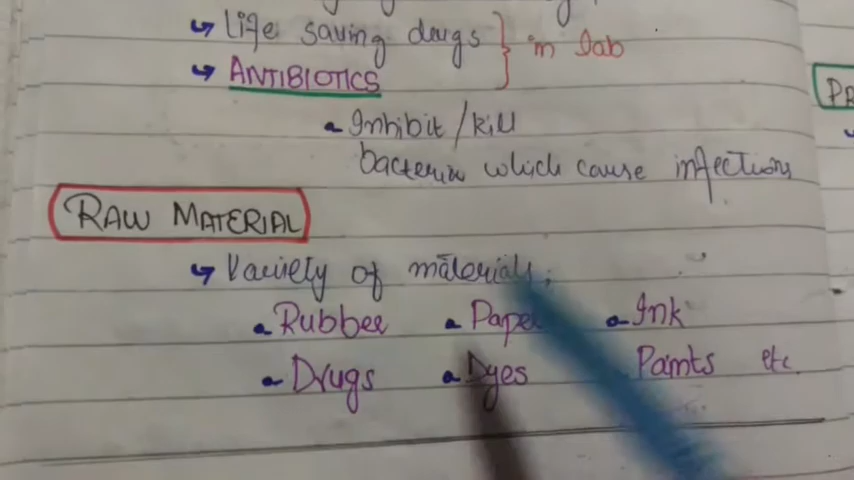 ↳ Life saving drugs } in lab
↳ ANTIBIOTICS
Inhibit / kill
bacteria which cause infections
RAW MATERIAL
↳ Variety of materials;
Rubber Paper Ink
Drugs Dyes Paints etc.